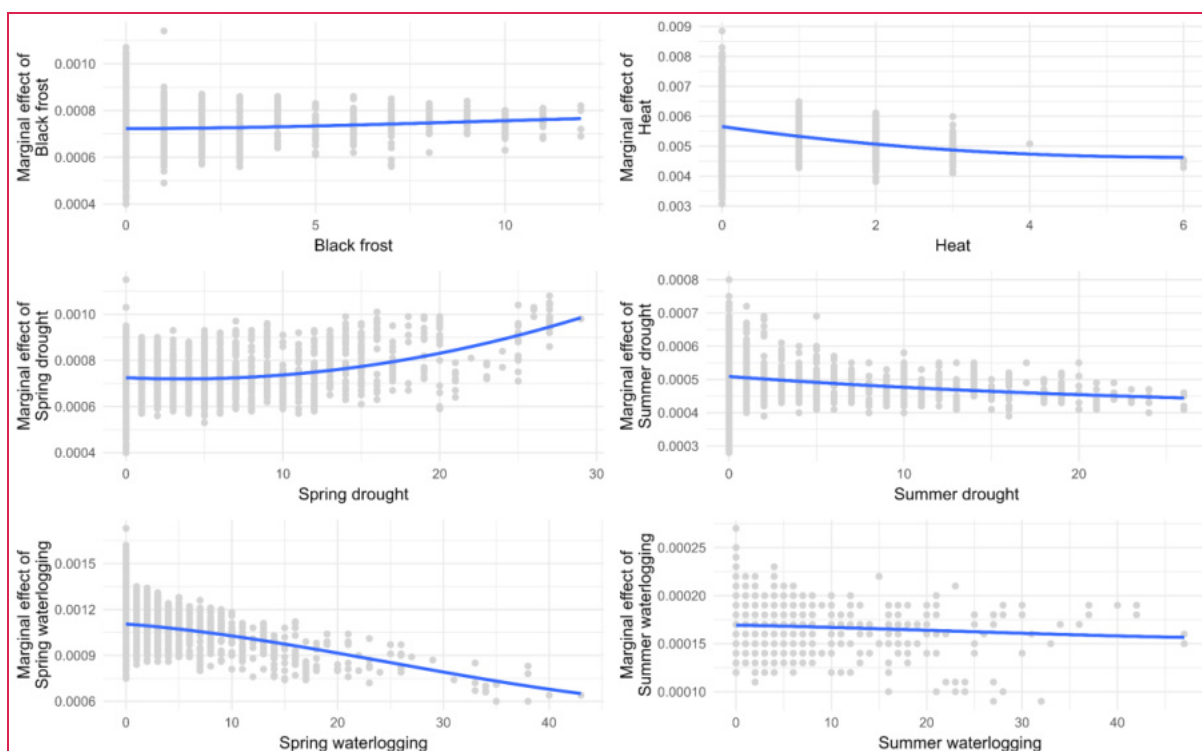 Marginal effect of
Black frost
0.0010
0.0008
0.0006
0.0004
0
5
10
Black frost
Marginal effect of
Heat
0.009
0.008
0.007
0.006
0.005
0.004
0.003
0
2
4
6
Heat
Marginal effect of
Spring drought
0.0010
0.0008
0.0006
0.0004
0
10
20
30
Spring drought
Marginal effect of
Summer drought
0.0008
0.0007
0.0006
0.0005
0.0004
0.0003
0
10
20
Summer drought
Marginal effect of
Spring waterlogging
0.0015
0.0012
0.0009
0.0006
0
10
20
30
40
Spring waterlogging
Marginal effect of
Summer waterlogging
0.00025
0.00020
0.00015
0.00010
0
10
20
30
40
Summer waterlogging